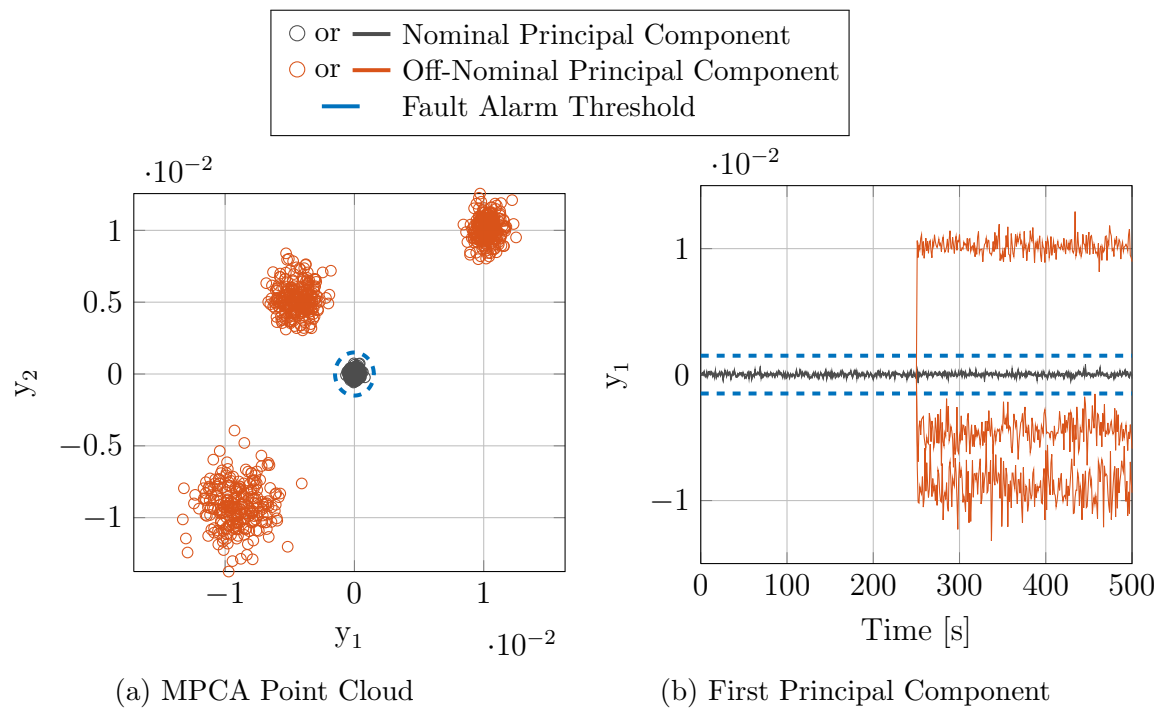 or Nominal Principal Component
or Off-Nominal Principal Component
Fault Alarm Threshold
·10⁻²
1
0.5
0
−0.5
−1
y₂
−1 0 1
y₁
·10⁻²
(a) MPCA Point Cloud
·10⁻²
1
0
−1
y₁
0 100 200 300 400 500
Time [s]
(b) First Principal Component